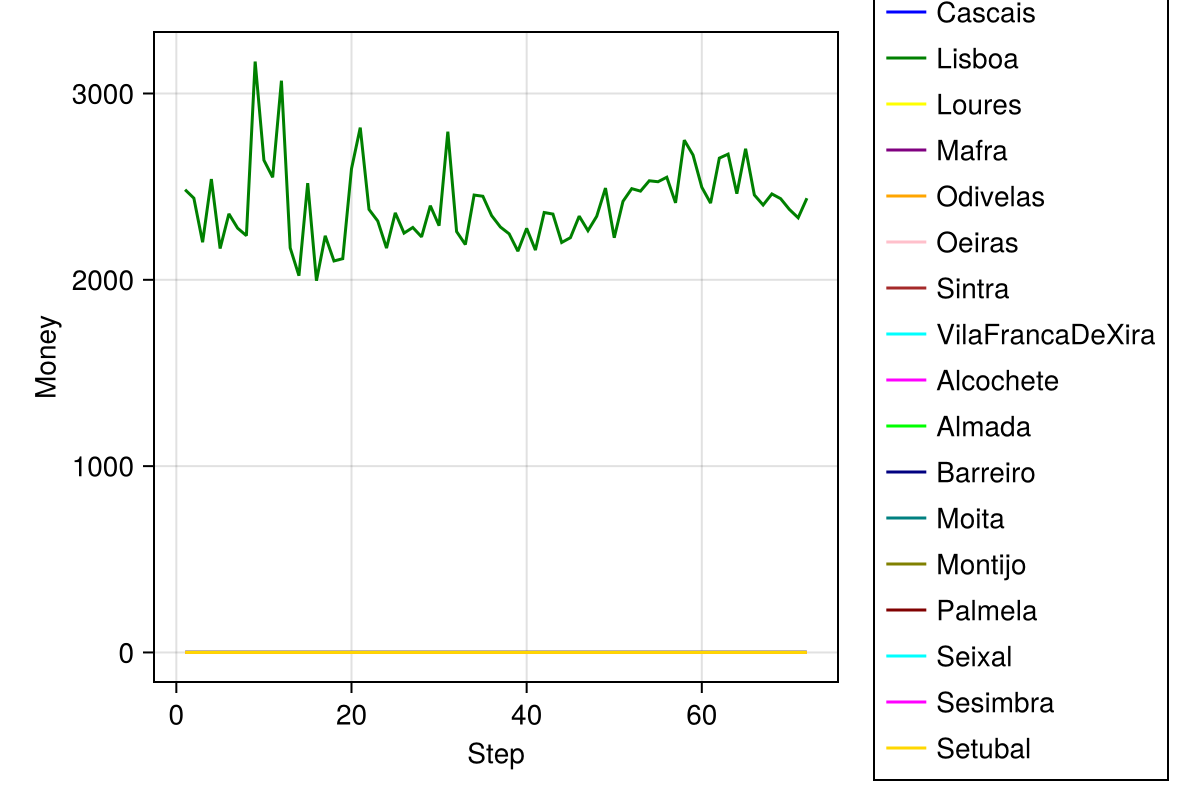 3000
2000
1000
0
Money
0 20 40 60
Step
Cascais
Lisboa
Loures
Mafra
Odivelas
Oeiras
Sintra
VilaFrancaDeXira
Alcochete
Almada
Barreiro
Moita
Montijo
Palmela
Seixal
Sesimbra
Setubal